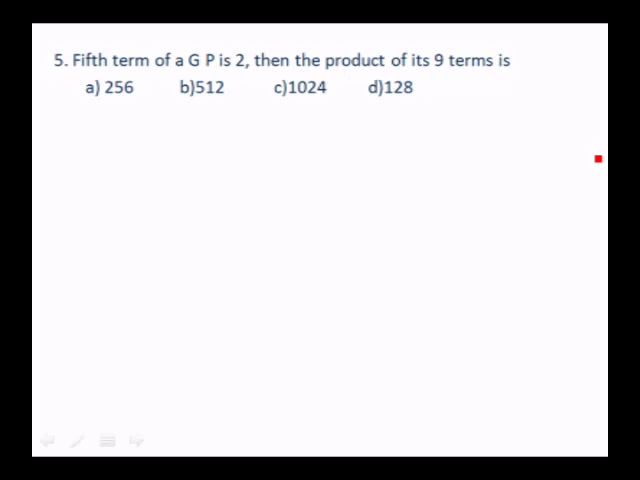 5. Fifth term of a G P is 2, then the product of its 9 terms is
a) 256 b)512 c)1024 d)128